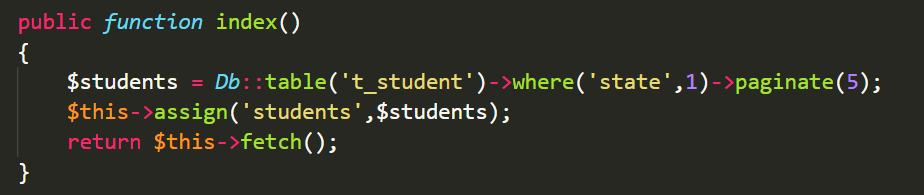 public function index()
{
$students = Db::table('t_student')->where('state',1)->paginate(5);
$this->assign('students',$students);
return $this->fetch();
}